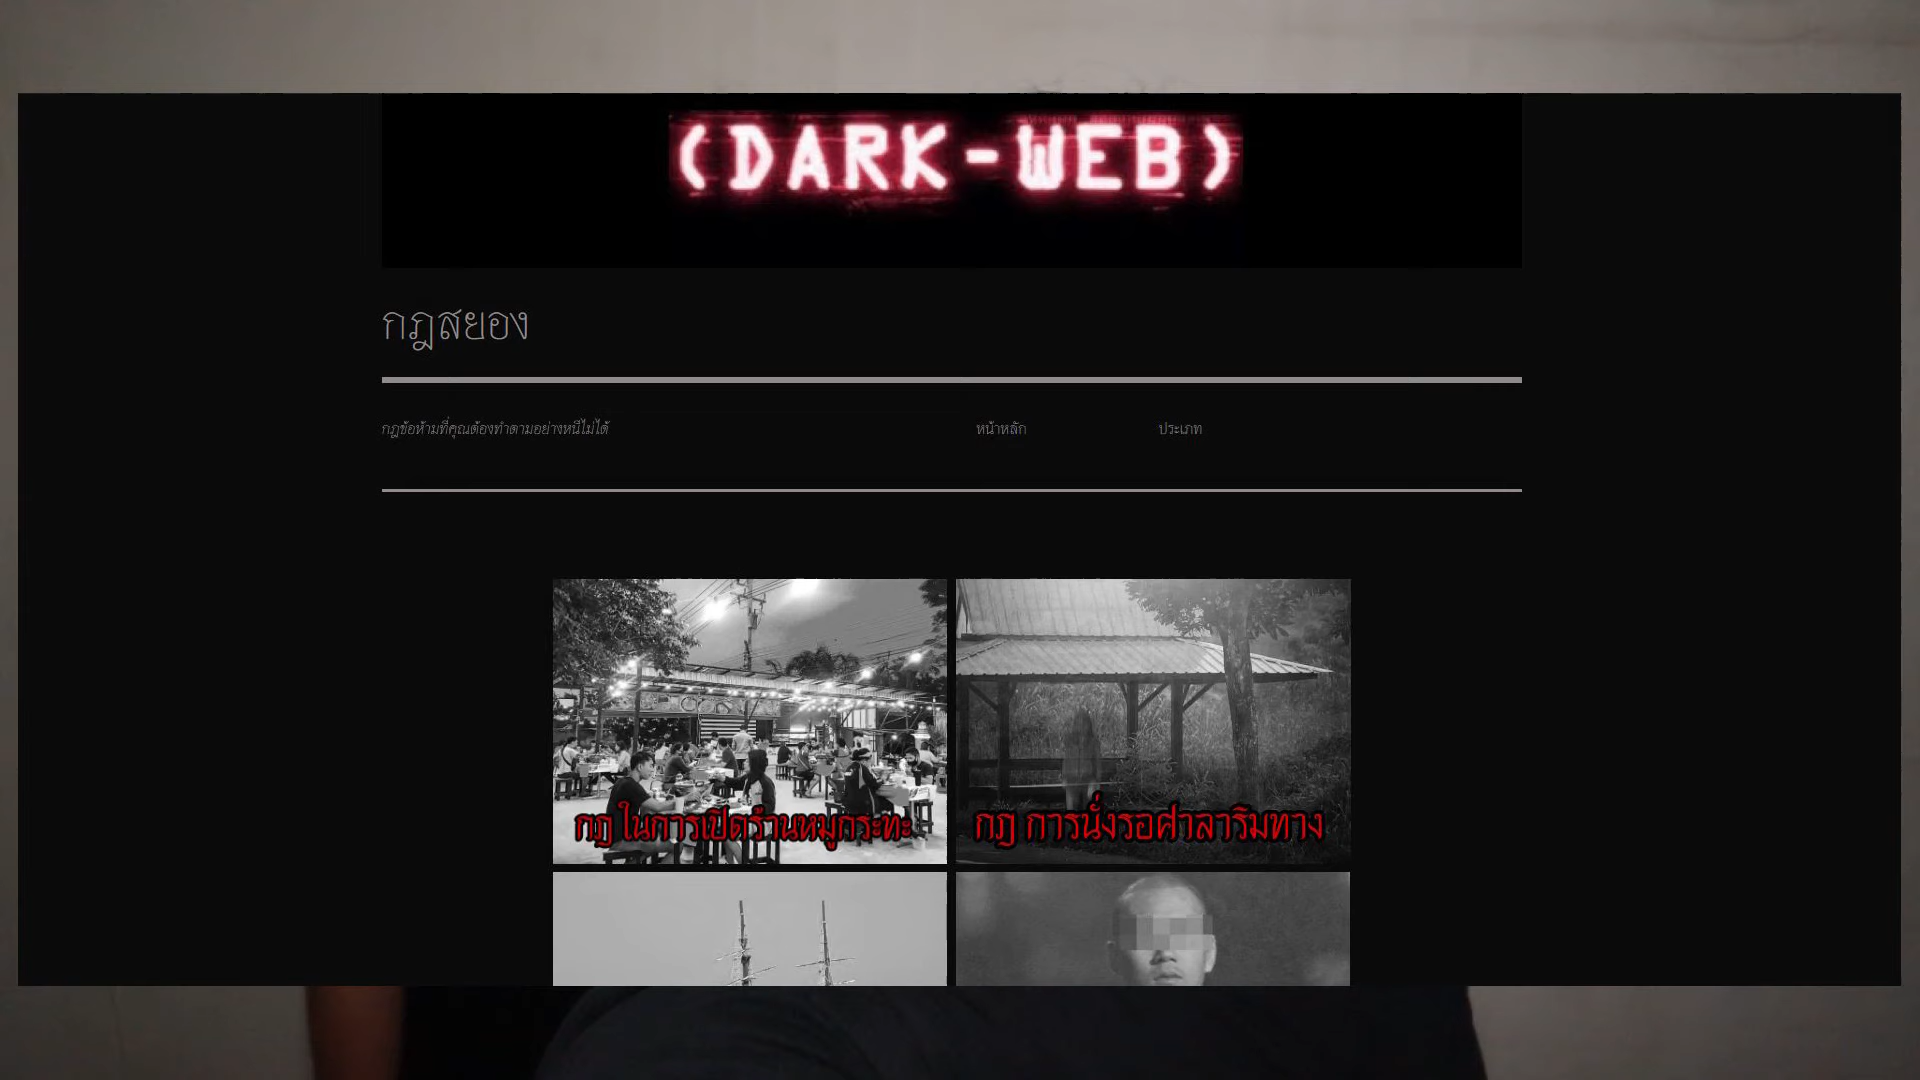 (DARK-WEB)
กฎสยอง
กฎข้อห้ามที่คุณต้องทำตามอย่างหนีไม่ได้
หน้าหลัก
ประเภท
กฎ ในการเปิดร้านหมูกระทะ
กฎ การนั่งรอศาลาริมทาง